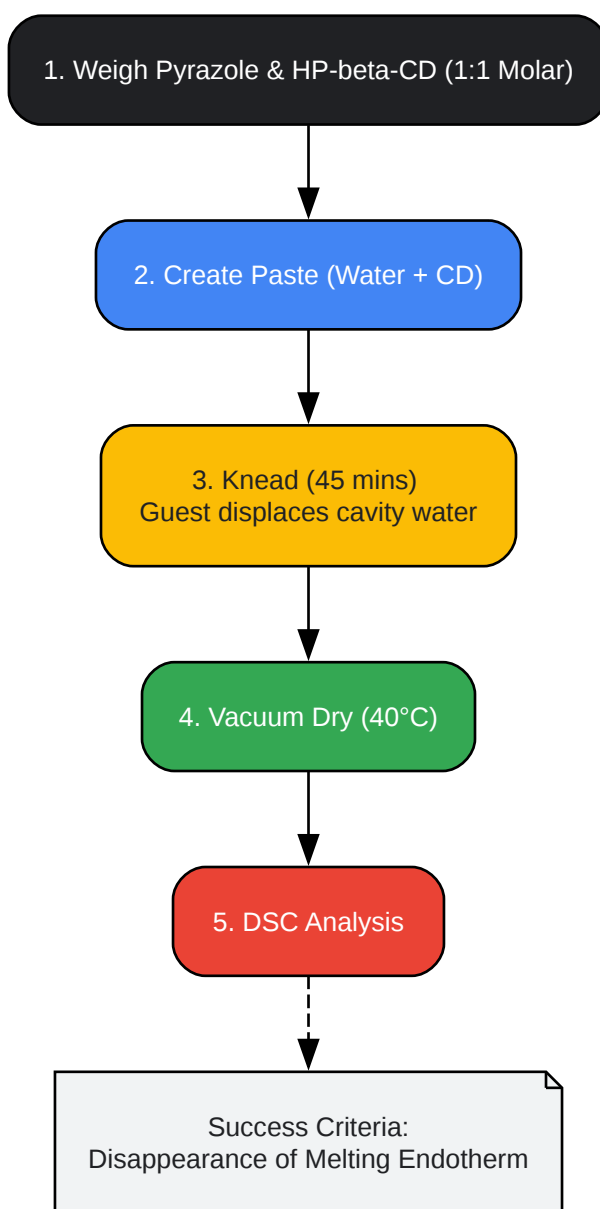 1. Weigh Pyrazole & HP-beta-CD (1:1 Molar)
2. Create Paste (Water + CD)
3. Knead (45 mins)
Guest displaces cavity water
4. Vacuum Dry (40°C)
5. DSC Analysis
Success Criteria:
Disappearance of Melting Endotherm